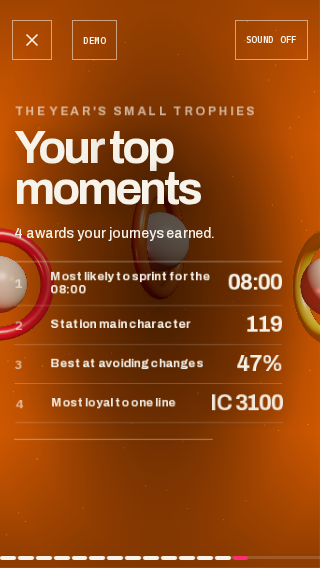 DEMO
SOUND OFF
THE YEAR'S SMALL TROPHIES
Your top
moments
4 awards your journeys earned.
1 Most likely to sprint for the
08:00 08:00
2 Station main character 119
3 Best at avoiding changes 47%
4 Most loyal to one line IC 3100